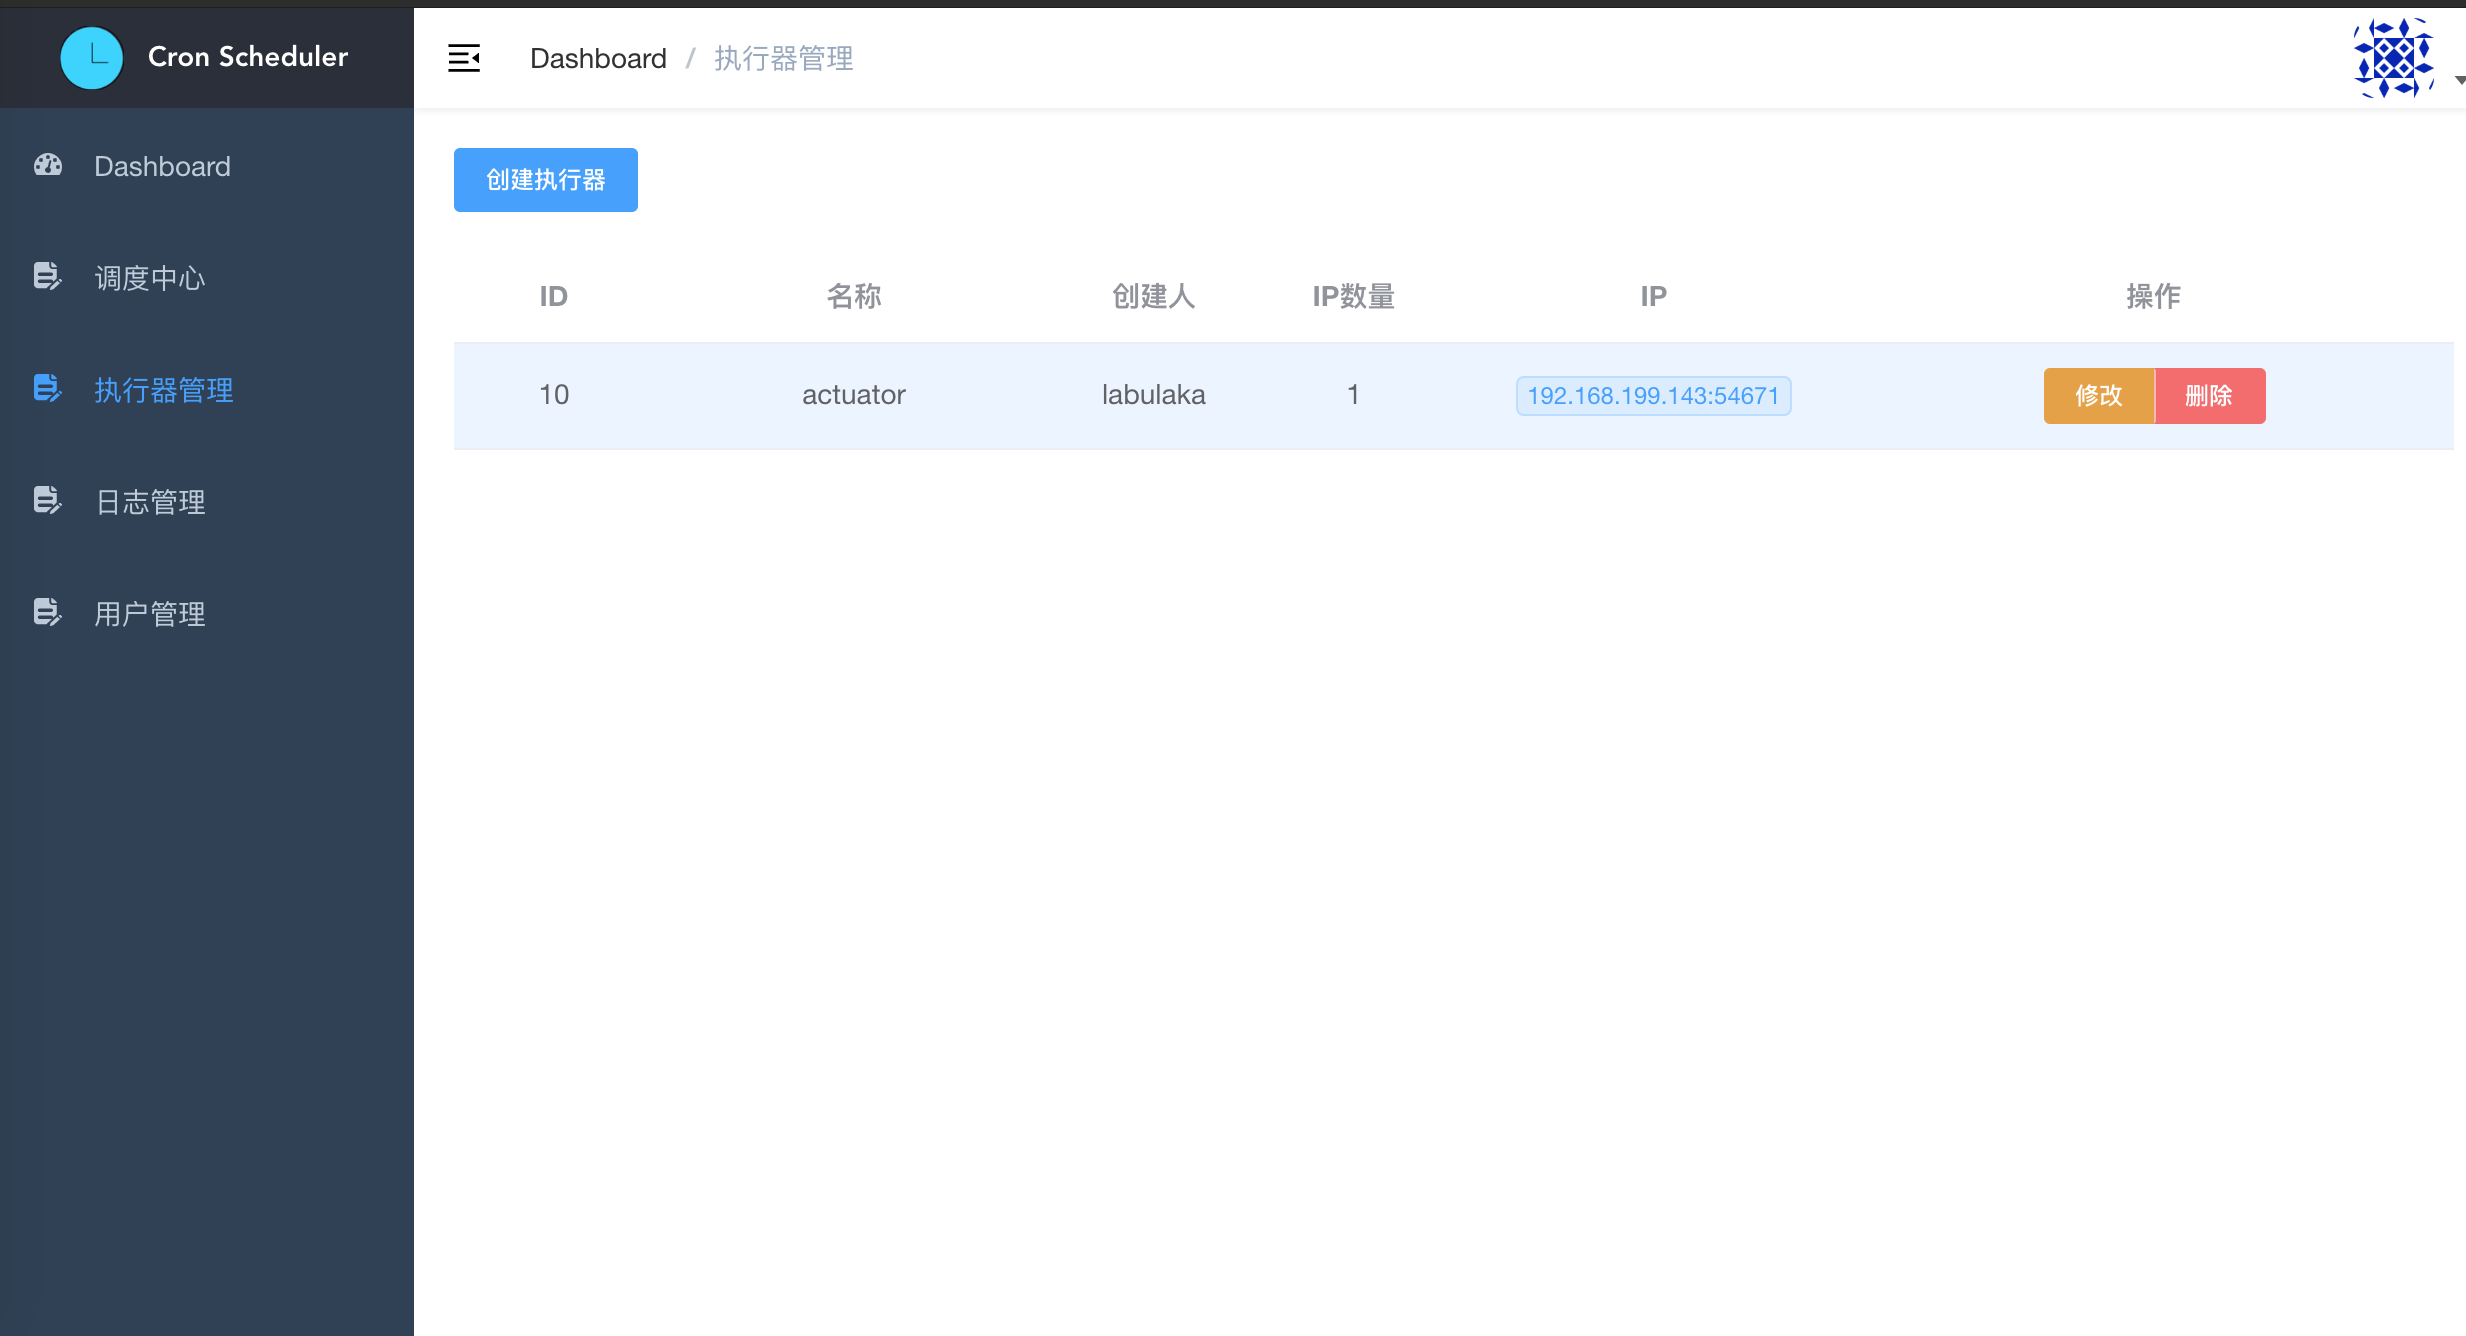 Cron Scheduler
Dashboard / 执行器管理
Dashboard
调度中心
执行器管理
日志管理
用户管理
创建执行器
ID 名称 创建人 IP数量 IP 操作
10 actuator labulaka 1 192.168.199.143:54671 修改 删除